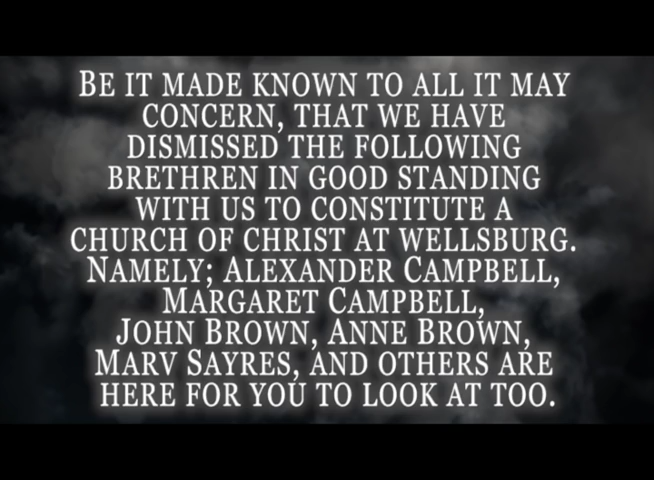 BE IT MADE KNOWN TO ALL IT MAY
CONCERN, THAT WE HAVE
DISMISSED THE FOLLOWING
BRETHREN IN GOOD STANDING
WITH US TO CONSTITUTE A
CHURCH OF CHRIST AT WELLSBURG.
NAMELY; ALEXANDER CAMPBELL,
MARGARET CAMPBELL,
JOHN BROWN, ANNE BROWN,
MARV SAYRES, AND OTHERS ARE
HERE FOR YOU TO LOOK AT TOO.